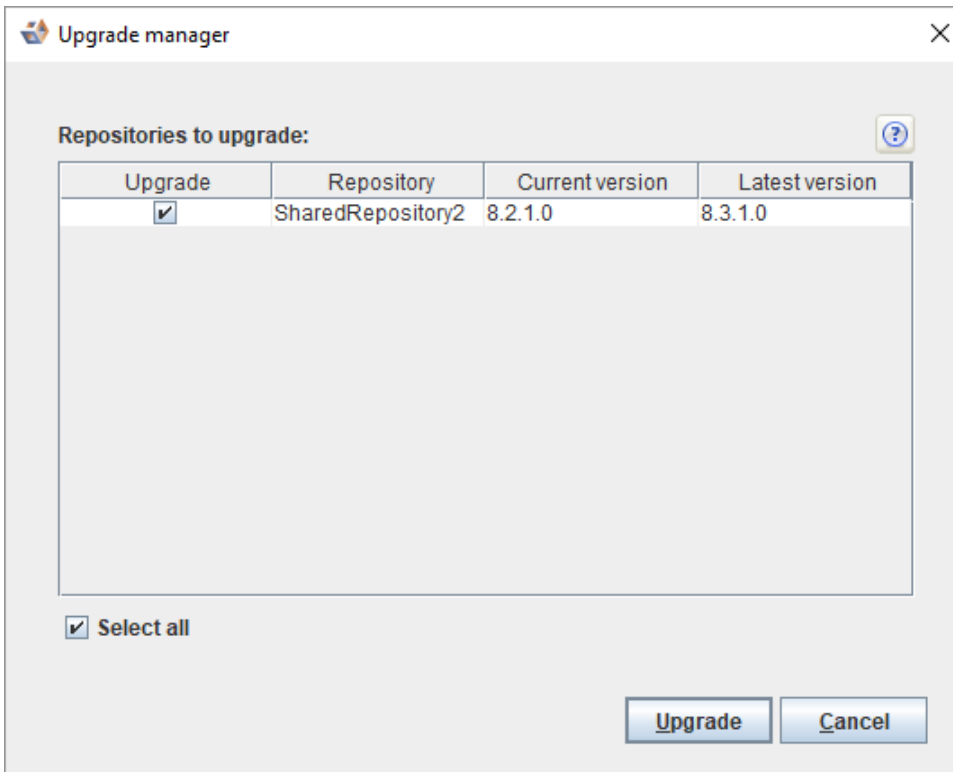 Upgrade manager
Repositories to upgrade:
Upgrade Repository Current version Latest version
SharedRepository2 8.2.1.0 8.3.1.0
Select all
Upgrade Cancel